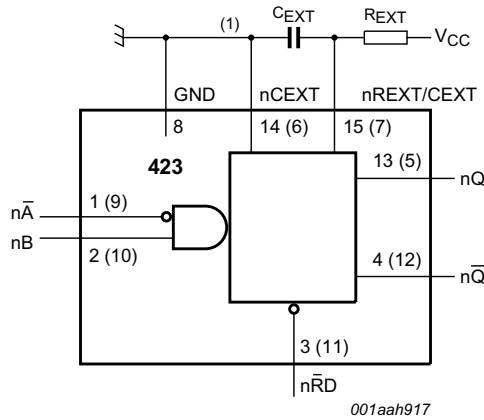 (1)
CEXT
REXT
VCC
GND
nCEXT
nREXT/CEXT
8
14 (6)
15 (7)
423
13 (5)
nQ
nA̅
1 (9)
nB
2 (10)
4 (12)
nQ̅
3 (11)
nR̅D
001aah917